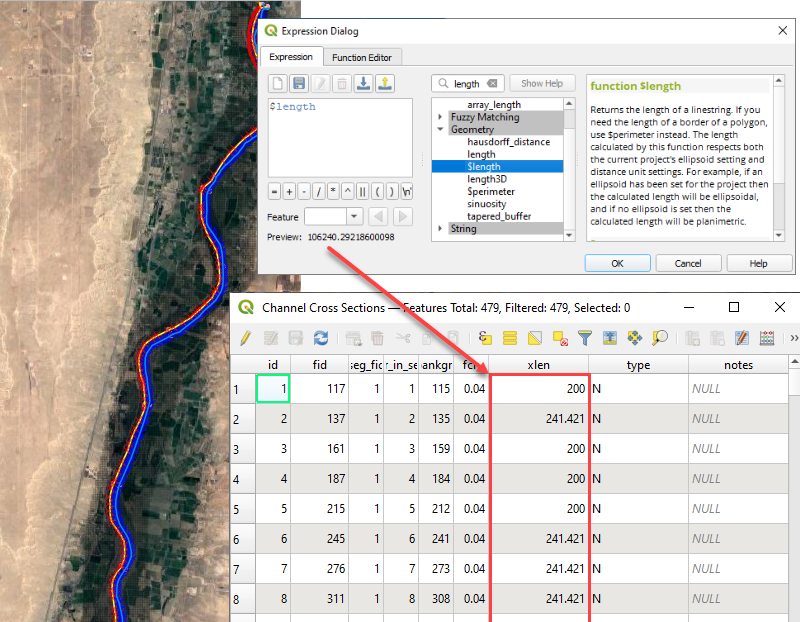 Expression Dialog
Expression
Function Editor
length
Show Help
$length
array_length
Fuzzy Matching
Geometry
hausdorff_distance
length
$length
length3D
$perimeter
sinuosity
tapered_buffer
String
= + - / * ^ || ( ) '\n'
Feature
Preview: 106240.29218600098
function $length
Returns the length of a linestring. If you
need the length of a border of a polygon,
use $perimeter instead. The length
calculated by this function respects both
the current project's ellipsoid setting and
distance unit settings. For example, if an
ellipsoid has been set for the project then
the calculated length will be ellipsoidal,
and if no ellipsoid is set then the
calculated length will be planimetric.
OK
Cancel
Help
Channel Cross Sections — Features Total: 479, Filtered: 479, Selected: 0
id fid seg_fid r_in_se ankgr fc xlen type notes
1 1 117 1 1 115 0.04 200 N NULL
2 2 137 1 2 135 0.04 241.421 N NULL
3 3 161 1 3 159 0.04 200 N NULL
4 4 187 1 4 184 0.04 200 N NULL
5 5 215 1 5 212 0.04 200 N NULL
6 6 245 1 6 241 0.04 241.421 N NULL
7 7 276 1 7 273 0.04 241.421 N NULL
8 8 311 1 8 308 0.04 241.421 N NULL